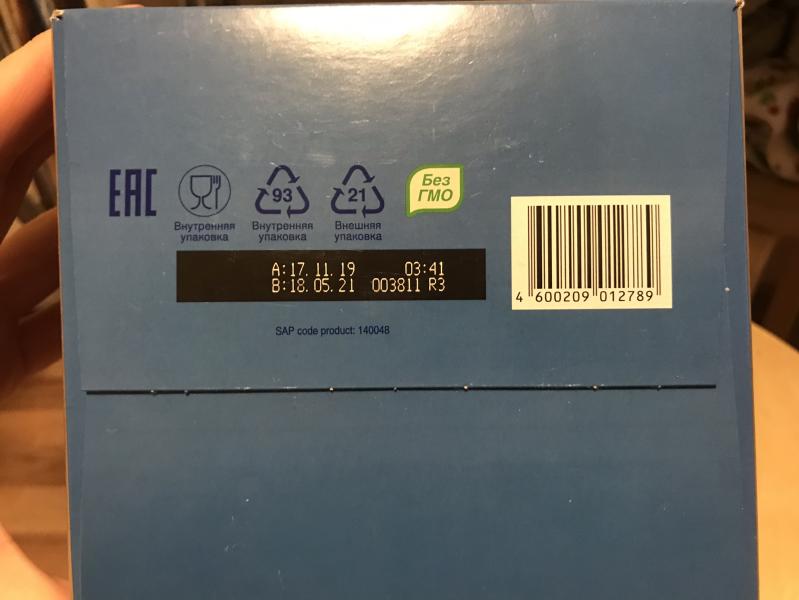 EAC
93
21
Без
ГМО
Внутренняя
упаковка
Внутренняя
упаковка
Внешняя
упаковка
A:17.11.19 03:41
B:18.05.21 003811 R3
4 600209 012789
SAP code product: 140048